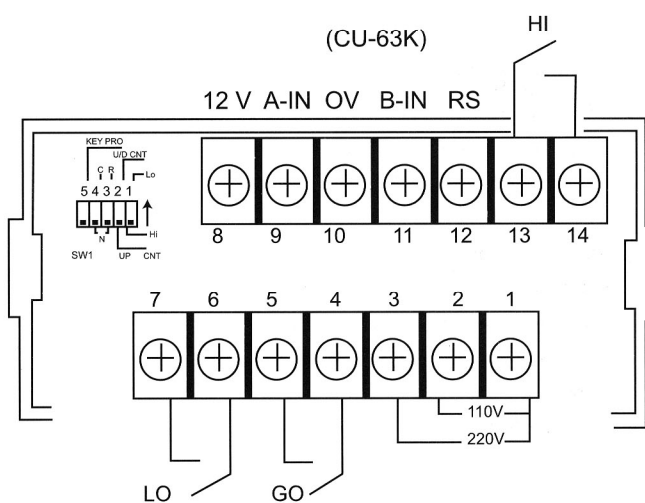 HI
(CU-63K)
12 V A-IN OV B-IN RS
KEY PRO
U/D CNT
C R
Lo
5 4 3 2 1
N
Hi
SW1 UP CNT
8 9 10 11 12 13 14
7 6 5 4 3 2 1
110V
220V
LO GO